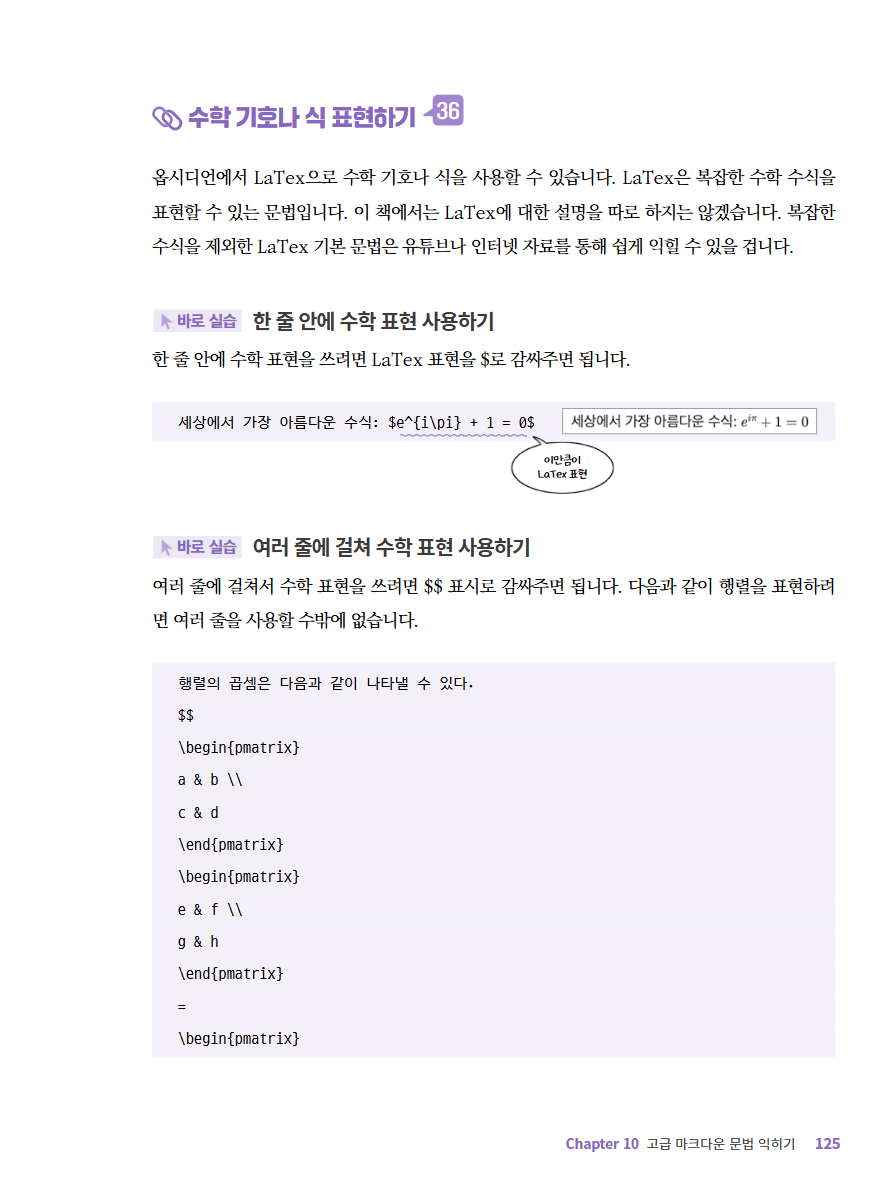 수학 기호나 식 표현하기 36
옵시디언에서 LaTex으로 수학 기호나 식을 사용할 수 있습니다. LaTex은 복잡한 수학 수식을
표현할 수 있는 문법입니다. 이 책에서는 LaTex에 대한 설명을 따로 하지는 않겠습니다. 복잡한
수식을 제외한 LaTex 기본 문법은 유튜브나 인터넷 자료를 통해 쉽게 익힐 수 있을 겁니다.
바로 실습 한 줄 안에 수학 표현 사용하기
한 줄 안에 수학 표현을 쓰려면 LaTex 표현을 $로 감싸주면 됩니다.
세상에서 가장 아름다운 수식: $e^{i\pi} + 1 = 0$ 세상에서 가장 아름다운 수식: e^{iπ} + 1 = 0
이만큼이
LaTex 표현
바로 실습 여러 줄에 걸쳐 수학 표현 사용하기
여러 줄에 걸쳐서 수학 표현을 쓰려면 $$ 표시로 감싸주면 됩니다. 다음과 같이 행렬을 표현하려
면 여러 줄을 사용할 수밖에 없습니다.
행렬의 곱셈은 다음과 같이 나타낼 수 있다.
$$
\begin{pmatrix}
a & b \\
c & d
\end{pmatrix}
\begin{pmatrix}
e & f \\
g & h
\end{pmatrix}
=
\begin{pmatrix}
Chapter 10 고급 마크다운 문법 익히기 125